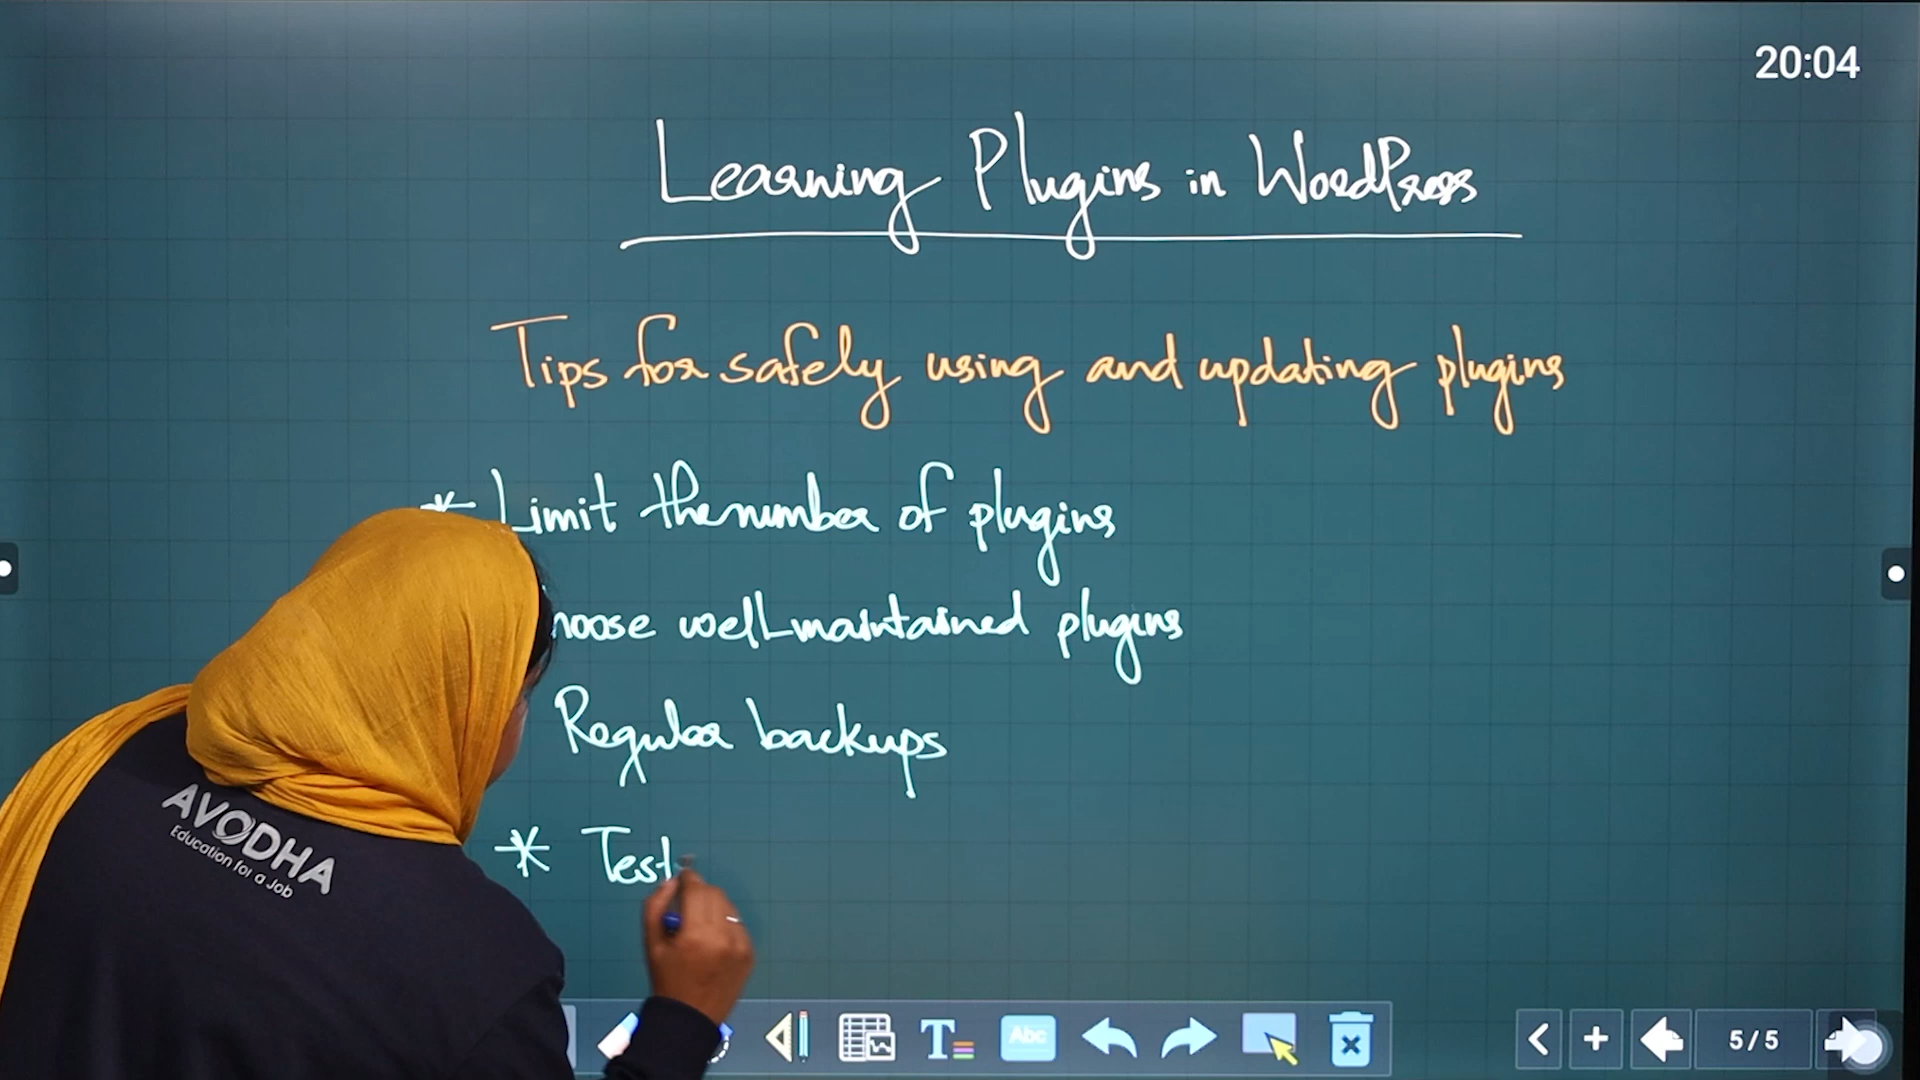 20:04
Learning Plugins in WordPress
Tips for safely using and updating plugins
* Limit the number of plugins
hoose well-maintained plugins
Regular backups
* Test
AVODHA
Education for a Job
T
Abc
5/5